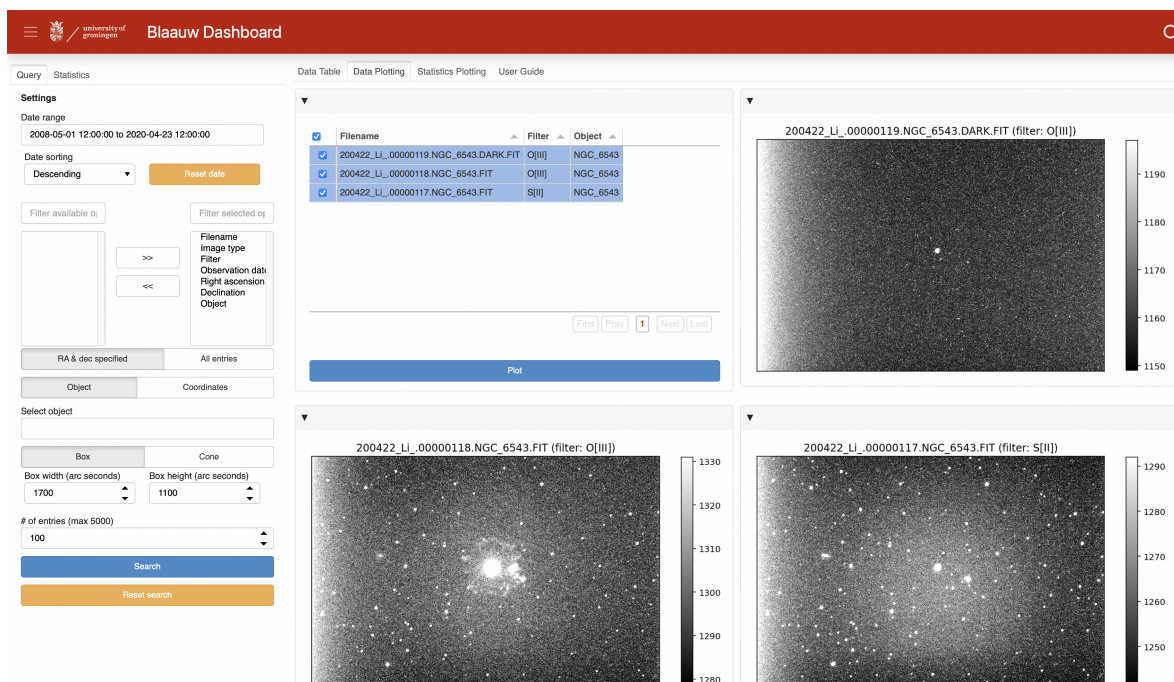 university of
groningen
Blaauw Dashboard
Query Statistics
Data Table Data Plotting Statistics Plotting User Guide
Settings
Date range
2008-05-01 12:00:00 to 2020-04-23 12:00:00
Date sorting
Descending
Reset date
Filter available o
Filter selected op
Filename
Image type
Filter
Observation date
Right ascension
Declination
Object
>>
<<
RA & dec specified All entries
Object Coordinates
Select object
Box Cone
Box width (arc seconds) Box height (arc seconds)
1700 1100
# of entries (max 5000)
100
Search
Reset search
Filename Filter Object
200422_Li_.00000119.NGC_6543.DARK.FIT O[III] NGC_6543
200422_Li_.00000118.NGC_6543.FIT O[III] NGC_6543
200422_Li_.00000117.NGC_6543.FIT S[II] NGC_6543
First Prev 1 Next Last
Plot
200422_Li_.00000119.NGC_6543.DARK.FIT (filter: O[III])
1190
1180
1170
1160
1150
200422_Li_.00000118.NGC_6543.FIT (filter: O[III])
1330
1320
1310
1300
1290
1280
200422_Li_.00000117.NGC_6543.FIT (filter: S[II])
1290
1280
1270
1260
1250